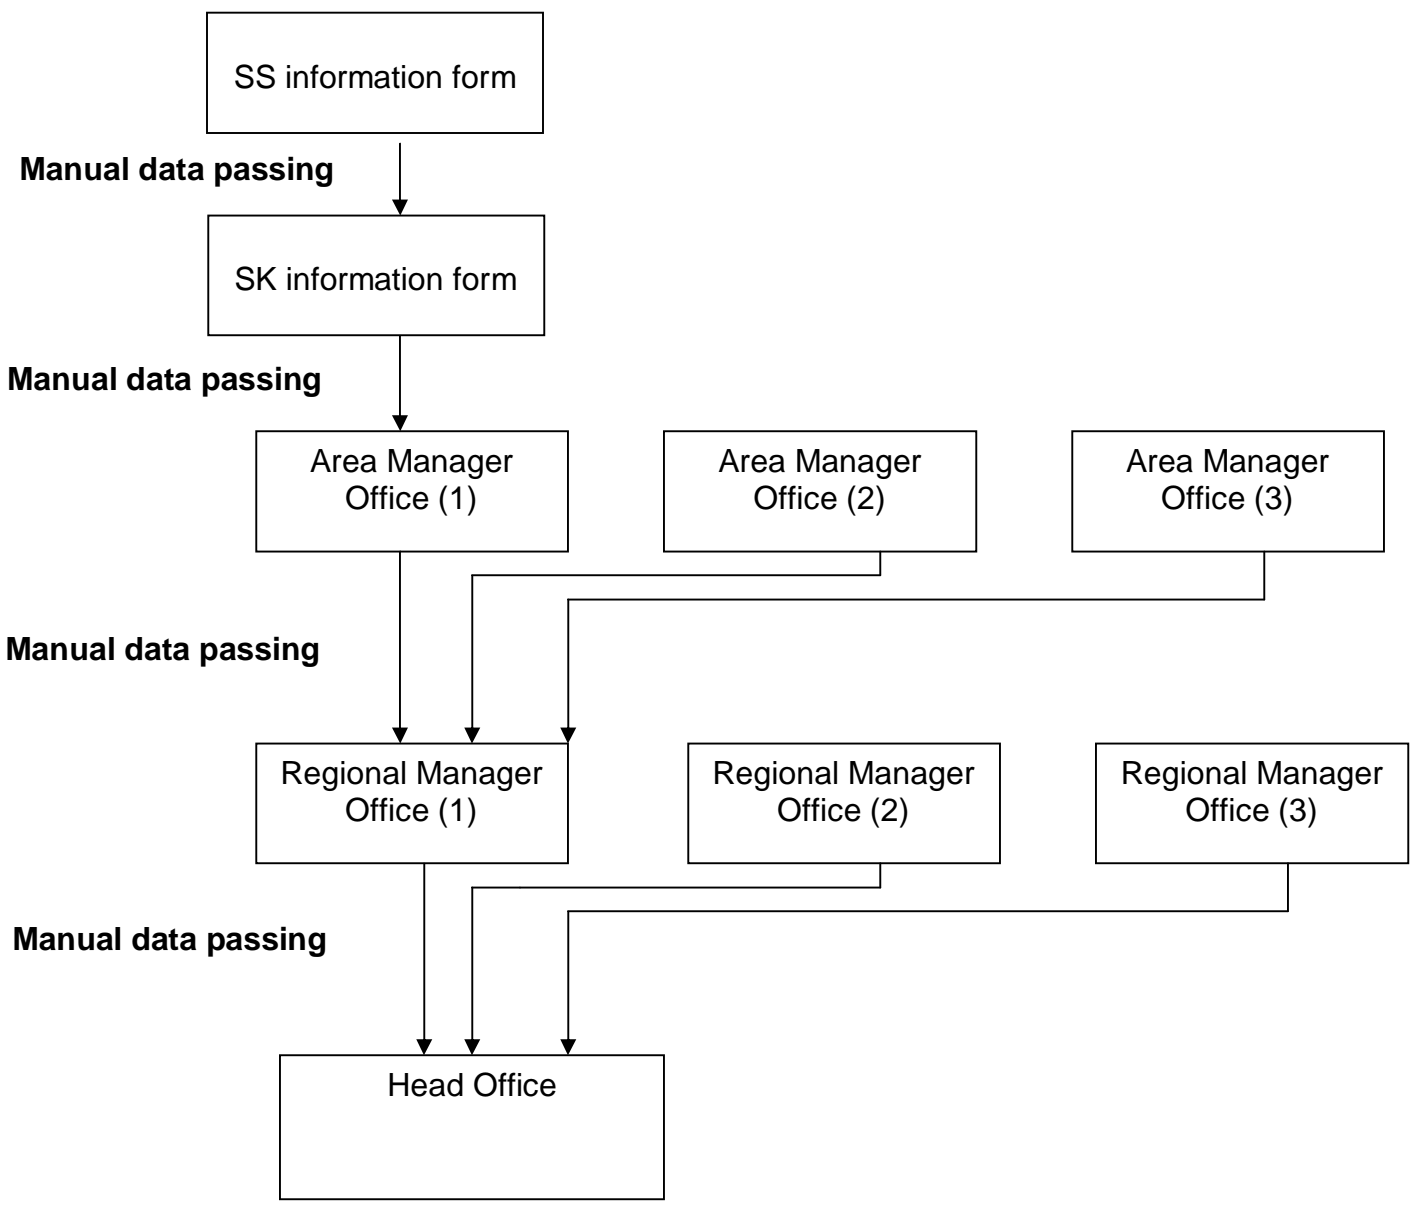 SS information form
Manual data passing
SK information form
Manual data passing
Area Manager
Office (1)
Area Manager
Office (2)
Area Manager
Office (3)
Manual data passing
Regional Manager
Office (1)
Regional Manager
Office (2)
Regional Manager
Office (3)
Manual data passing
Head Office